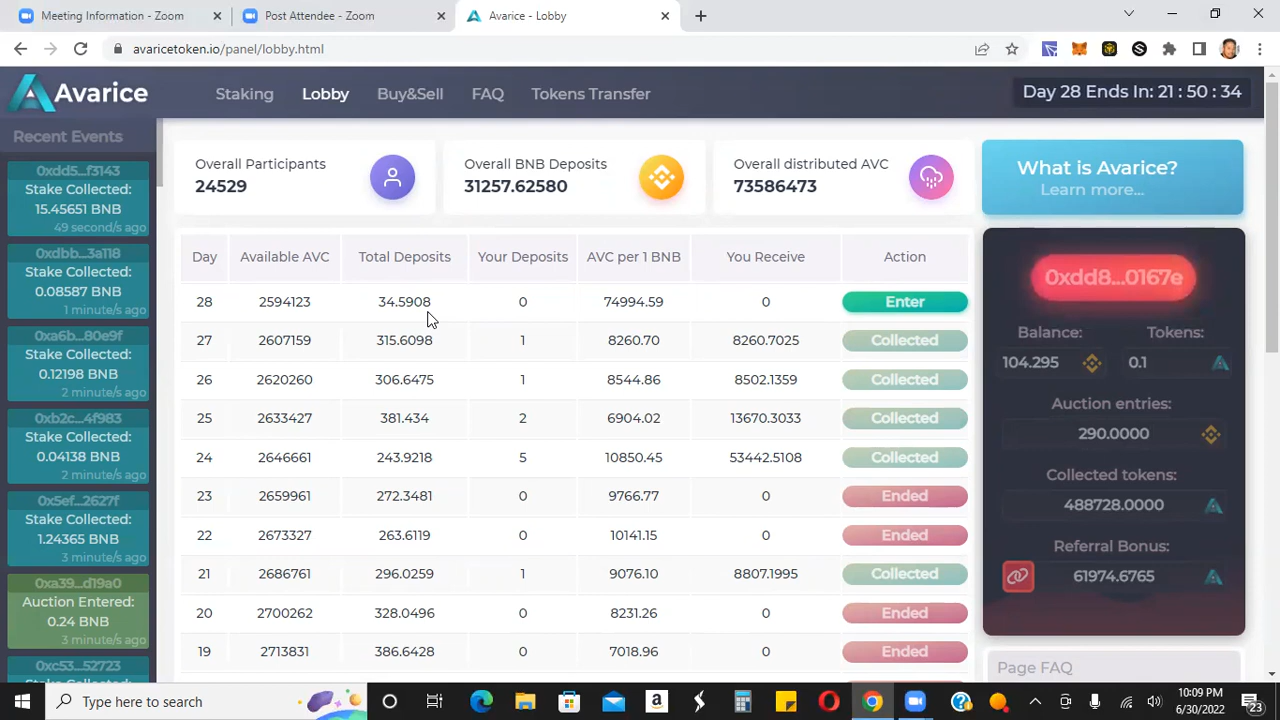 Meeting Information - Zoom
Post Attendee - Zoom
Avarice - Lobby
avaricetoken.io/panel/lobby.html
Avarice
Staking
Lobby
Buy&Sell
FAQ
Tokens Transfer
Day 28 Ends In: 21 : 50 : 34
Recent Events
0xdd5...f3143
Stake Collected:
15.45651 BNB
49 second/s ago
0xdbb...3a118
Stake Collected:
0.08587 BNB
1 minute/s ago
0xa6b...80e9f
Stake Collected:
0.12198 BNB
2 minute/s ago
0xb2c...4f983
Stake Collected:
0.04138 BNB
2 minute/s ago
0x5ef...2627f
Stake Collected:
1.24365 BNB
3 minute/s ago
0xa39...d19a0
Auction Entered:
0.24 BNB
3 minute/s ago
0xc53...52723
Overall Participants
24529
Overall BNB Deposits
31257.62580
Overall distributed AVC
73586473
Day Available AVC Total Deposits Your Deposits AVC per 1 BNB You Receive Action
28 2594123 34.5908 0 74994.59 0 Enter
27 2607159 315.6098 1 8260.70 8260.7025 Collected
26 2620260 306.6475 1 8544.86 8502.1359 Collected
25 2633427 381.434 2 6904.02 13670.3033 Collected
24 2646661 243.9218 5 10850.45 53442.5108 Collected
23 2659961 272.3481 0 9766.77 0 Ended
22 2673327 263.6119 0 10141.15 0 Ended
21 2686761 296.0259 1 9076.10 8807.1995 Collected
20 2700262 328.0496 0 8231.26 0 Ended
19 2713831 386.6428 0 7018.96 0 Ended
What is Avarice?
Learn more...
0xdd8...0167e
Balance: Tokens:
104.295 0.1
Auction entries:
290.0000
Collected tokens:
488728.0000
Referral Bonus:
61974.6765
Page FAQ
Type here to search
10:09 PM
6/30/2022
23